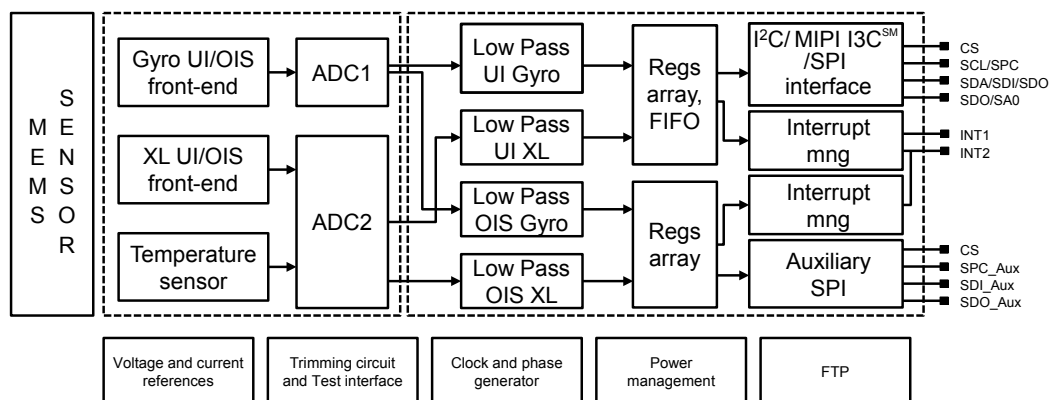 MEMS
SENSOR
Gyro UI/OIS
front-end
XL UI/OIS
front-end
Temperature
sensor
ADC1
ADC2
Low Pass
UI Gyro
Low Pass
UI XL
Low Pass
OIS Gyro
Low Pass
OIS XL
Regs
array,
FIFO
Regs
array
I²C/ MIPI I3C℠
/SPI
interface
Interrupt
mng
Interrupt
mng
Auxiliary
SPI
CS
SCL/SPC
SDA/SDI/SDO
SDO/SA0
INT1
INT2
CS
SPC_Aux
SDI_Aux
SDO_Aux
Voltage and current
references
Trimming circuit
and Test interface
Clock and phase
generator
Power
management
FTP